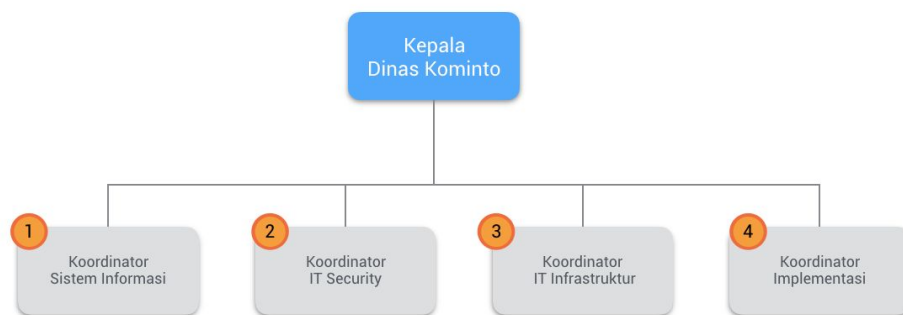 Kepala
Dinas Kominto
1
Koordinator
Sistem Informasi
2
Koordinator
IT Security
3
Koordinator
IT Infrastruktur
4
Koordinator
Implementasi